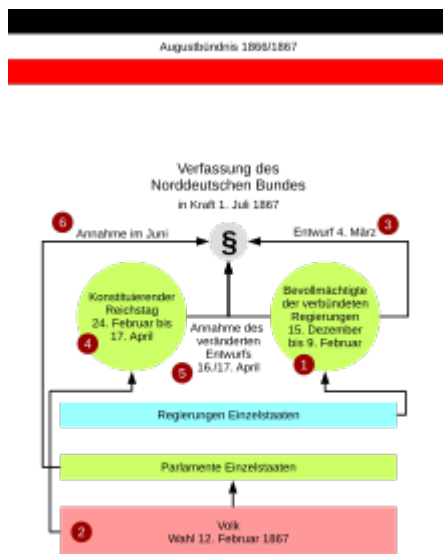 Augustbündnis 1866/1867
Verfassung des
Norddeutschen Bundes
in Kraft 1. Juli 1867
6
Annahme im Juni
§
Entwurf 4. März
3
Konstituierender
Reichstag
24. Februar bis
17. April
4
Annahme des
veränderten
Entwurfs
16./17. April
5
Bevollmächtigte
der verbündeten
Regierungen
15. Dezember
bis 9. Februar
1
Regierungen Einzelstaaten
Parlamente Einzelstaaten
2
Volk
Wahl 12. Februar 1867